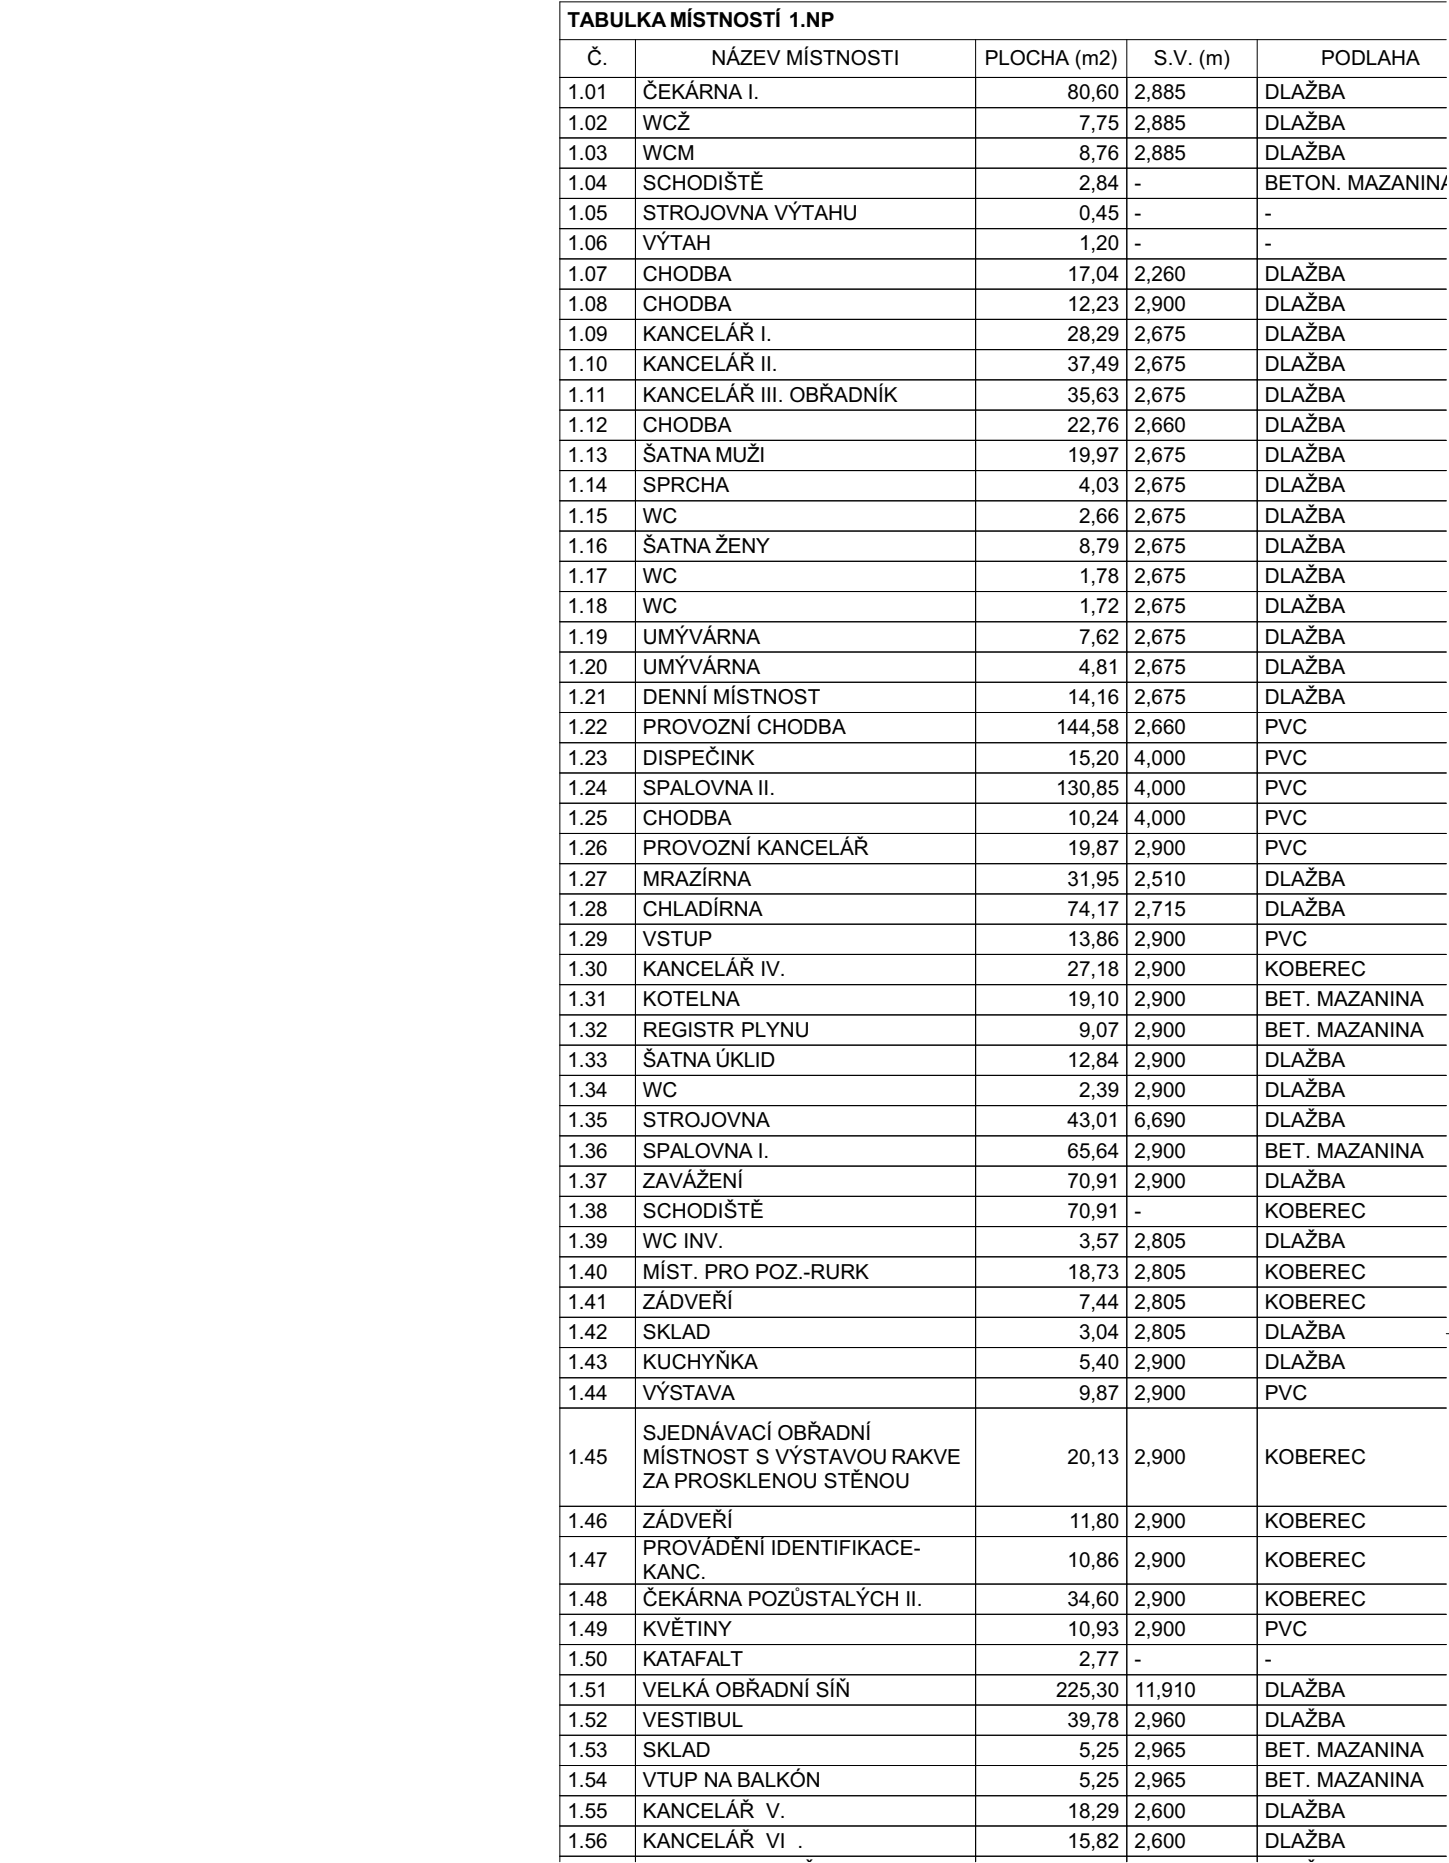 TABULKA MÍSTNOSTÍ 1.NP
Č. NÁZEV MÍSTNOSTI PLOCHA (m2) S.V. (m) PODLAHA
1.01 ČEKÁRNA I. 80,60 2,885 DLAŽBA
1.02 WCŽ 7,75 2,885 DLAŽBA
1.03 WCM 8,76 2,885 DLAŽBA
1.04 SCHODIŠTĚ 2,84 - BETON. MAZANINA
1.05 STROJOVNA VÝTAHU 0,45 - -
1.06 VÝTAH 1,20 - -
1.07 CHODBA 17,04 2,260 DLAŽBA
1.08 CHODBA 12,23 2,900 DLAŽBA
1.09 KANCELÁŘ I. 28,29 2,675 DLAŽBA
1.10 KANCELÁŘ II. 37,49 2,675 DLAŽBA
1.11 KANCELÁŘ III. OBŘADNÍK 35,63 2,675 DLAŽBA
1.12 CHODBA 22,76 2,660 DLAŽBA
1.13 ŠATNA MUŽI 19,97 2,675 DLAŽBA
1.14 SPRCHA 4,03 2,675 DLAŽBA
1.15 WC 2,66 2,675 DLAŽBA
1.16 ŠATNA ŽENY 8,79 2,675 DLAŽBA
1.17 WC 1,78 2,675 DLAŽBA
1.18 WC 1,72 2,675 DLAŽBA
1.19 UMÝVÁRNA 7,62 2,675 DLAŽBA
1.20 UMÝVÁRNA 4,81 2,675 DLAŽBA
1.21 DENNÍ MÍSTNOST 14,16 2,675 DLAŽBA
1.22 PROVOZNÍ CHODBA 144,58 2,660 PVC
1.23 DISPEČINK 15,20 4,000 PVC
1.24 SPALOVNA II. 130,85 4,000 PVC
1.25 CHODBA 10,24 4,000 PVC
1.26 PROVOZNÍ KANCELÁŘ 19,87 2,900 PVC
1.27 MRAZÍRNA 31,95 2,510 DLAŽBA
1.28 CHLADÍRNA 74,17 2,715 DLAŽBA
1.29 VSTUP 13,86 2,900 PVC
1.30 KANCELÁŘ IV. 27,18 2,900 KOBEREC
1.31 KOTELNA 19,10 2,900 BET. MAZANINA
1.32 REGISTR PLYNU 9,07 2,900 BET. MAZANINA
1.33 ŠATNA ÚKLID 12,84 2,900 DLAŽBA
1.34 WC 2,39 2,900 DLAŽBA
1.35 STROJOVNA 43,01 6,690 DLAŽBA
1.36 SPALOVNA I. 65,64 2,900 BET. MAZANINA
1.37 ZAVÁŽENÍ 70,91 2,900 DLAŽBA
1.38 SCHODIŠTĚ 70,91 - KOBEREC
1.39 WC INV. 3,57 2,805 DLAŽBA
1.40 MÍST. PRO POZ.-RURK 18,73 2,805 KOBEREC
1.41 ZÁDVEŘÍ 7,44 2,805 KOBEREC
1.42 SKLAD 3,04 2,805 DLAŽBA
1.43 KUCHYŇKA 5,40 2,900 DLAŽBA
1.44 VÝSTAVA 9,87 2,900 PVC
SJEDNÁVACÍ OBŘADNÍ
1.45 MÍSTNOST S VÝSTAVOU RAKVE 20,13 2,900 KOBEREC
ZA PROSKLENOU STĚNOU
1.46 ZÁDVEŘÍ 11,80 2,900 KOBEREC
1.47 PROVÁDĚNÍ IDENTIFIKACE- 10,86 2,900 KOBEREC
KANC.
1.48 ČEKÁRNA POZŮSTALÝCH II. 34,60 2,900 KOBEREC
1.49 KVĚTINY 10,93 2,900 PVC
1.50 KATAFALT 2,77 - -
1.51 VELKÁ OBŘADNÍ SÍŇ 225,30 11,910 DLAŽBA
1.52 VESTIBUL 39,78 2,960 DLAŽBA
1.53 SKLAD 5,25 2,965 BET. MAZANINA
1.54 VTUP NA BALKÓN 5,25 2,965 BET. MAZANINA
1.55 KANCELÁŘ V. 18,29 2,600 DLAŽBA
1.56 KANCELÁŘ VI . 15,82 2,600 DLAŽBA